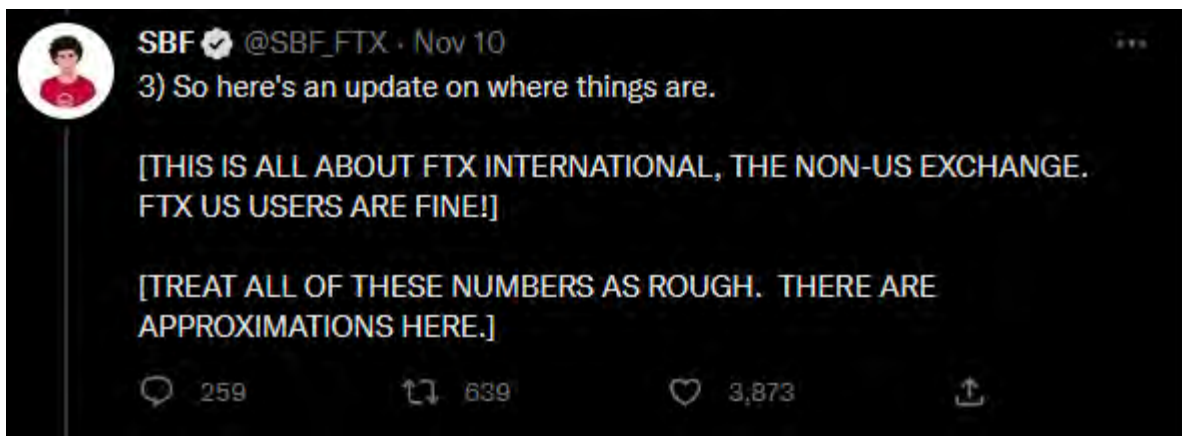 SBF @SBF_FTX · Nov 10
3) So here's an update on where things are.
[THIS IS ALL ABOUT FTX INTERNATIONAL, THE NON-US EXCHANGE.
FTX US USERS ARE FINE!]
[TREAT ALL OF THESE NUMBERS AS ROUGH.  THERE ARE
APPROXIMATIONS HERE.]
259 639 3,873